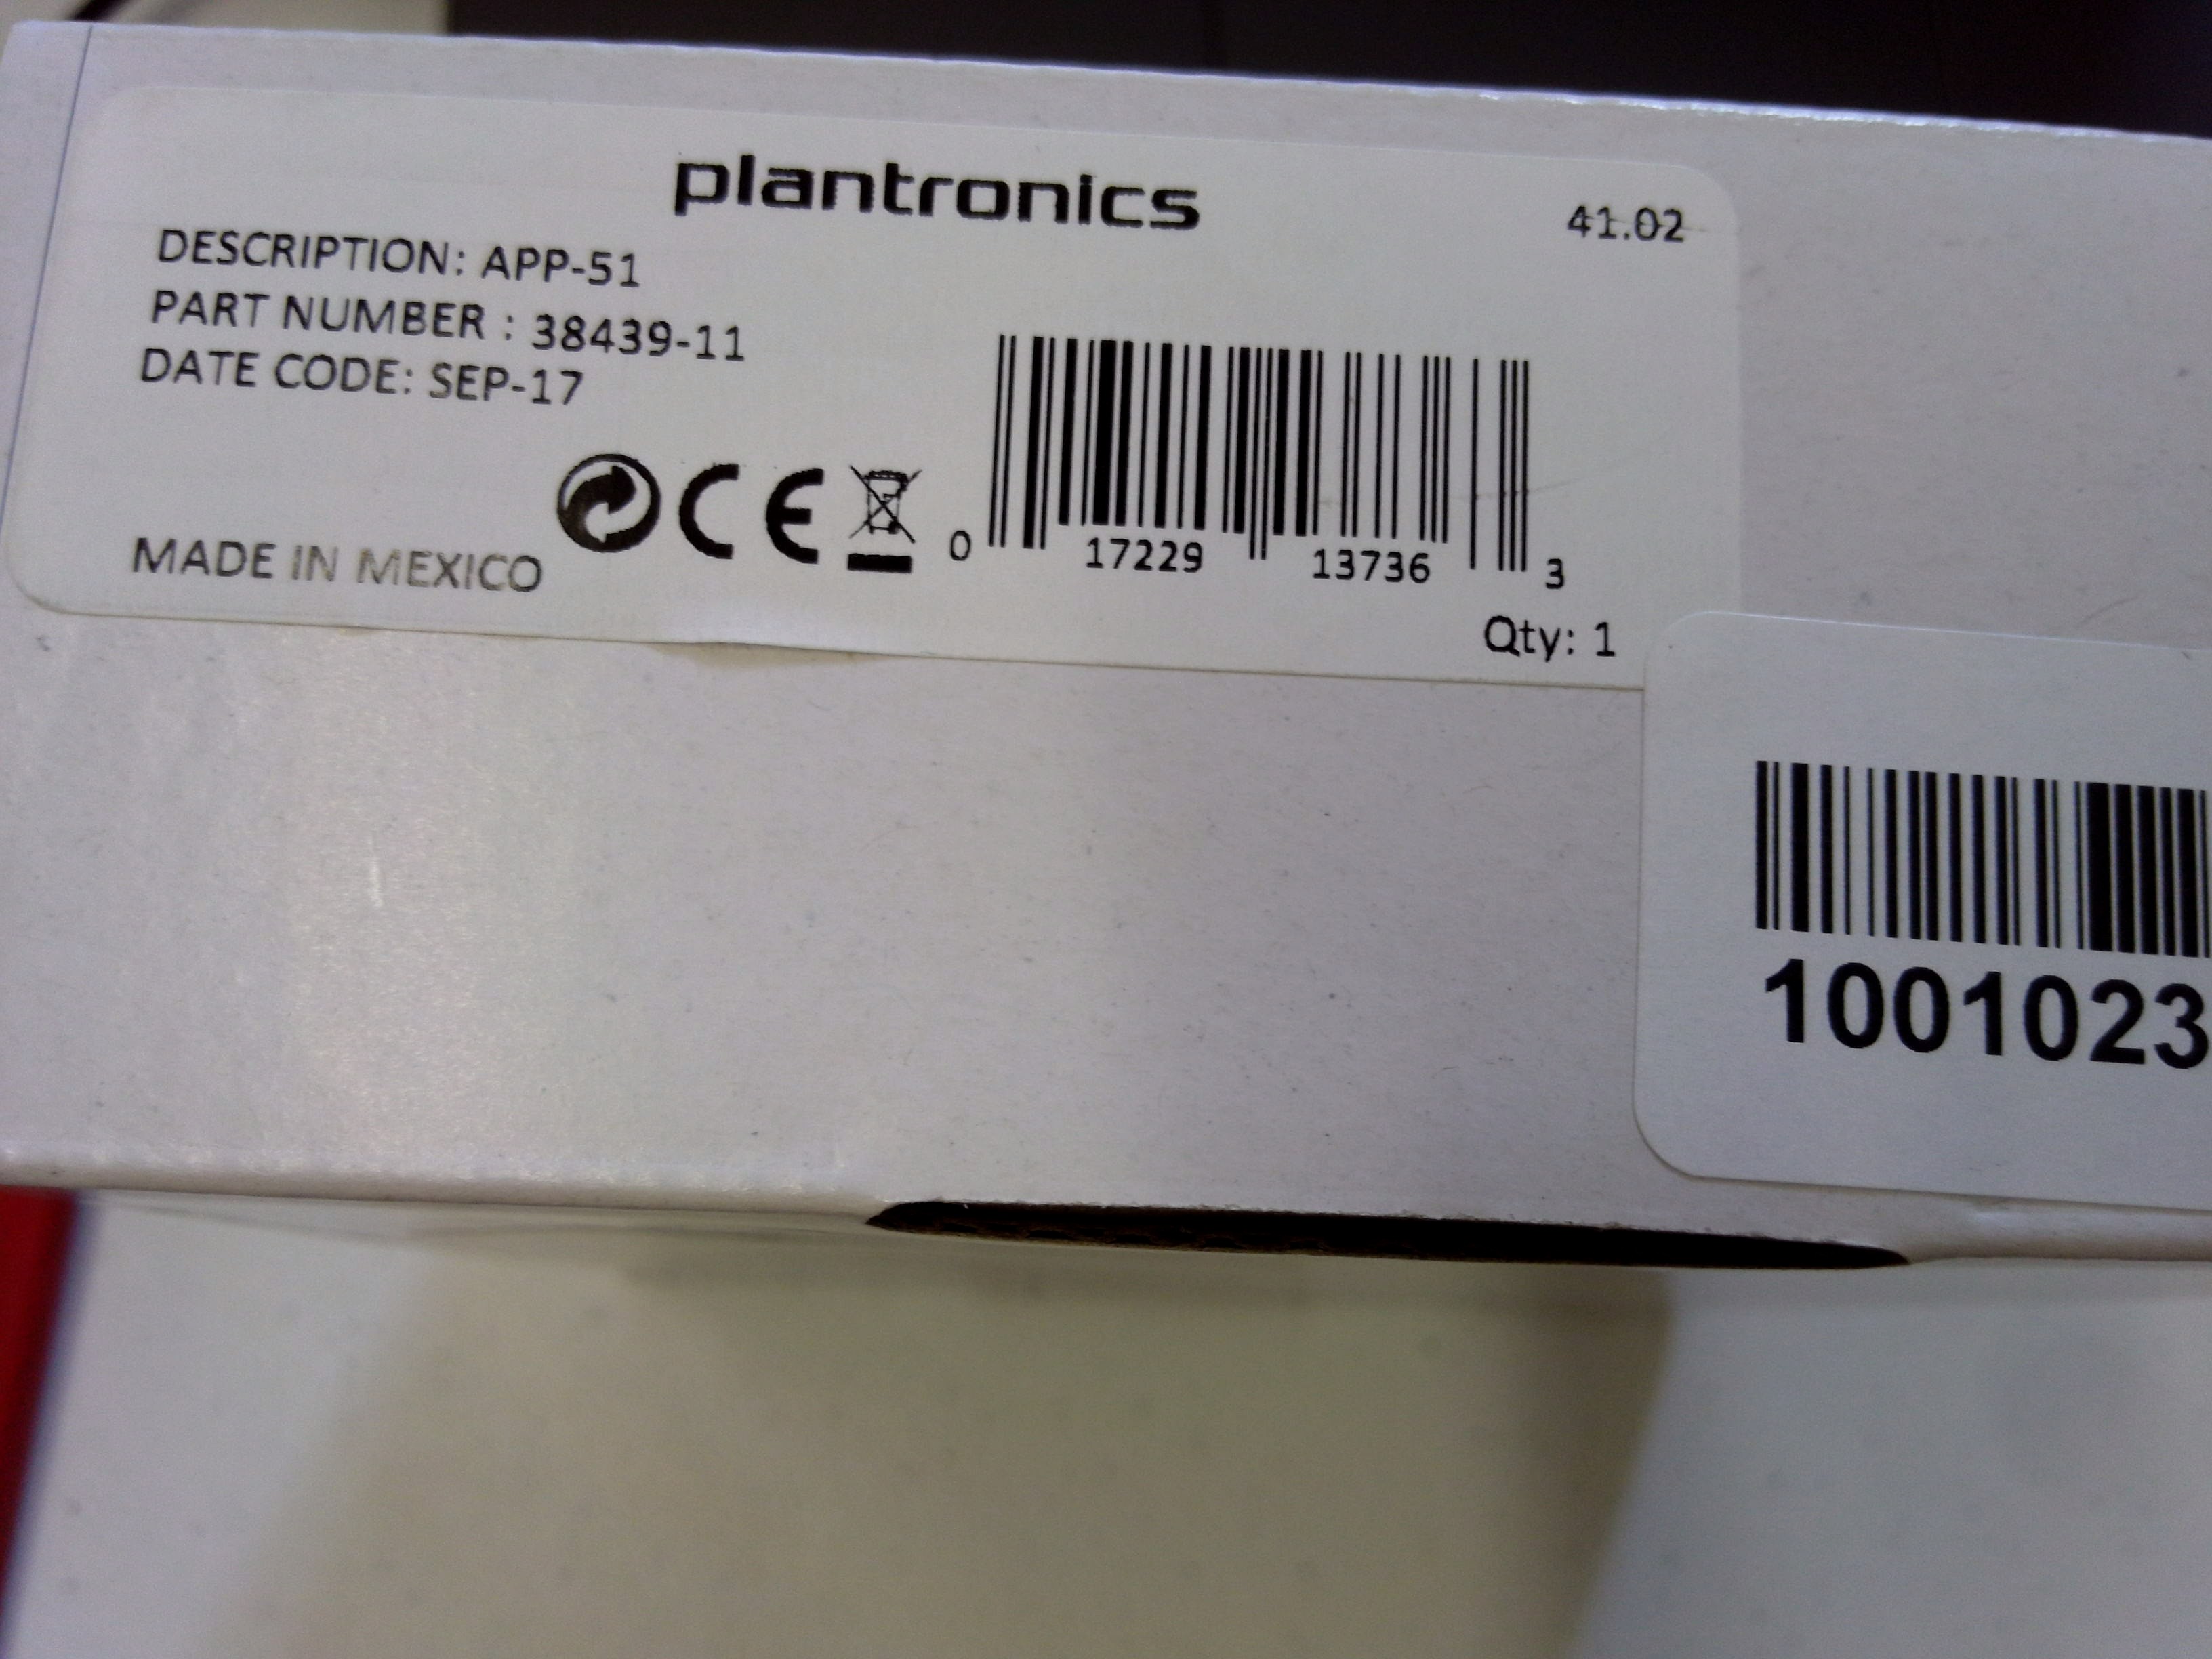 plantronics
41.02
DESCRIPTION: APP-51
PART NUMBER : 38439-11
DATE CODE: SEP-17
MADE IN MEXICO
CE
0 17229 13736 3
Qty: 1
1001023